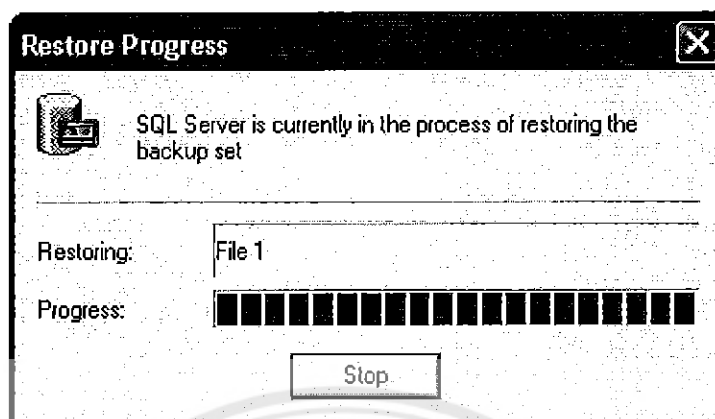 Restore Progress
SQL Server is currently in the process of restoring the
backup set
Restoring:
File 1
Progress:
Stop